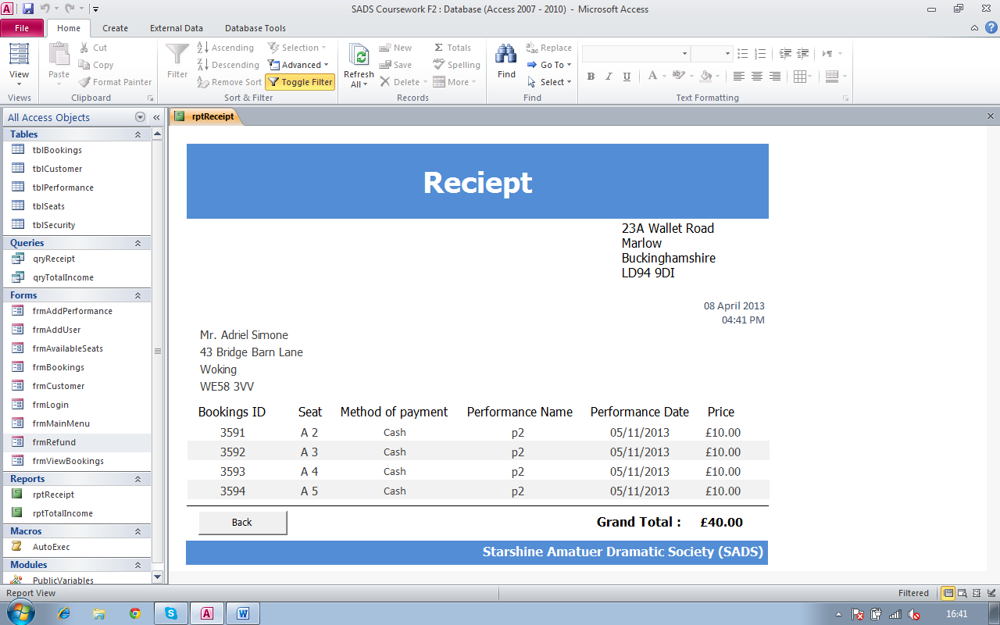 SADS Coursework F2 : Database (Access 2007 - 2010) - Microsoft Access
File Home Create External Data Database Tools
View
Views
Paste
Cut
Copy
Format Painter
Clipboard
Filter
Ascending
Descending
Remove Sort
Selection
Advanced
Toggle Filter
Sort & Filter
Refresh All
New
Save
Delete
Totals
Spelling
More
Records
Find
Replace
Go To
Select
Find
B I U A
Text Formatting
All Access Objects
Tables
tblBookings
tblCustomer
tblPerformance
tblSeats
tblSecurity
Queries
qryReceipt
qryTotalIncome
Forms
frmAddPerformance
frmAddUser
frmAvailableSeats
frmBookings
frmCustomer
frmLogin
frmMainMenu
frmRefund
frmViewBookings
Reports
rptReceipt
rptTotalIncome
Macros
AutoExec
Modules
PublicVariables
rptReceipt
Reciept
23A Wallet Road
Marlow
Buckinghamshire
LD94 9DI
08 April 2013
04:41 PM
Mr. Adriel Simone
43 Bridge Barn Lane
Woking
WE58 3VV
Bookings ID Seat Method of payment Performance Name Performance Date Price
3591 A 2 Cash p2 05/11/2013 £10.00
3592 A 3 Cash p2 05/11/2013 £10.00
3593 A 4 Cash p2 05/11/2013 £10.00
3594 A 5 Cash p2 05/11/2013 £10.00
Back Grand Total : £40.00
Starshine Amatuer Dramatic Society (SADS)
Report View Filtered
16:41